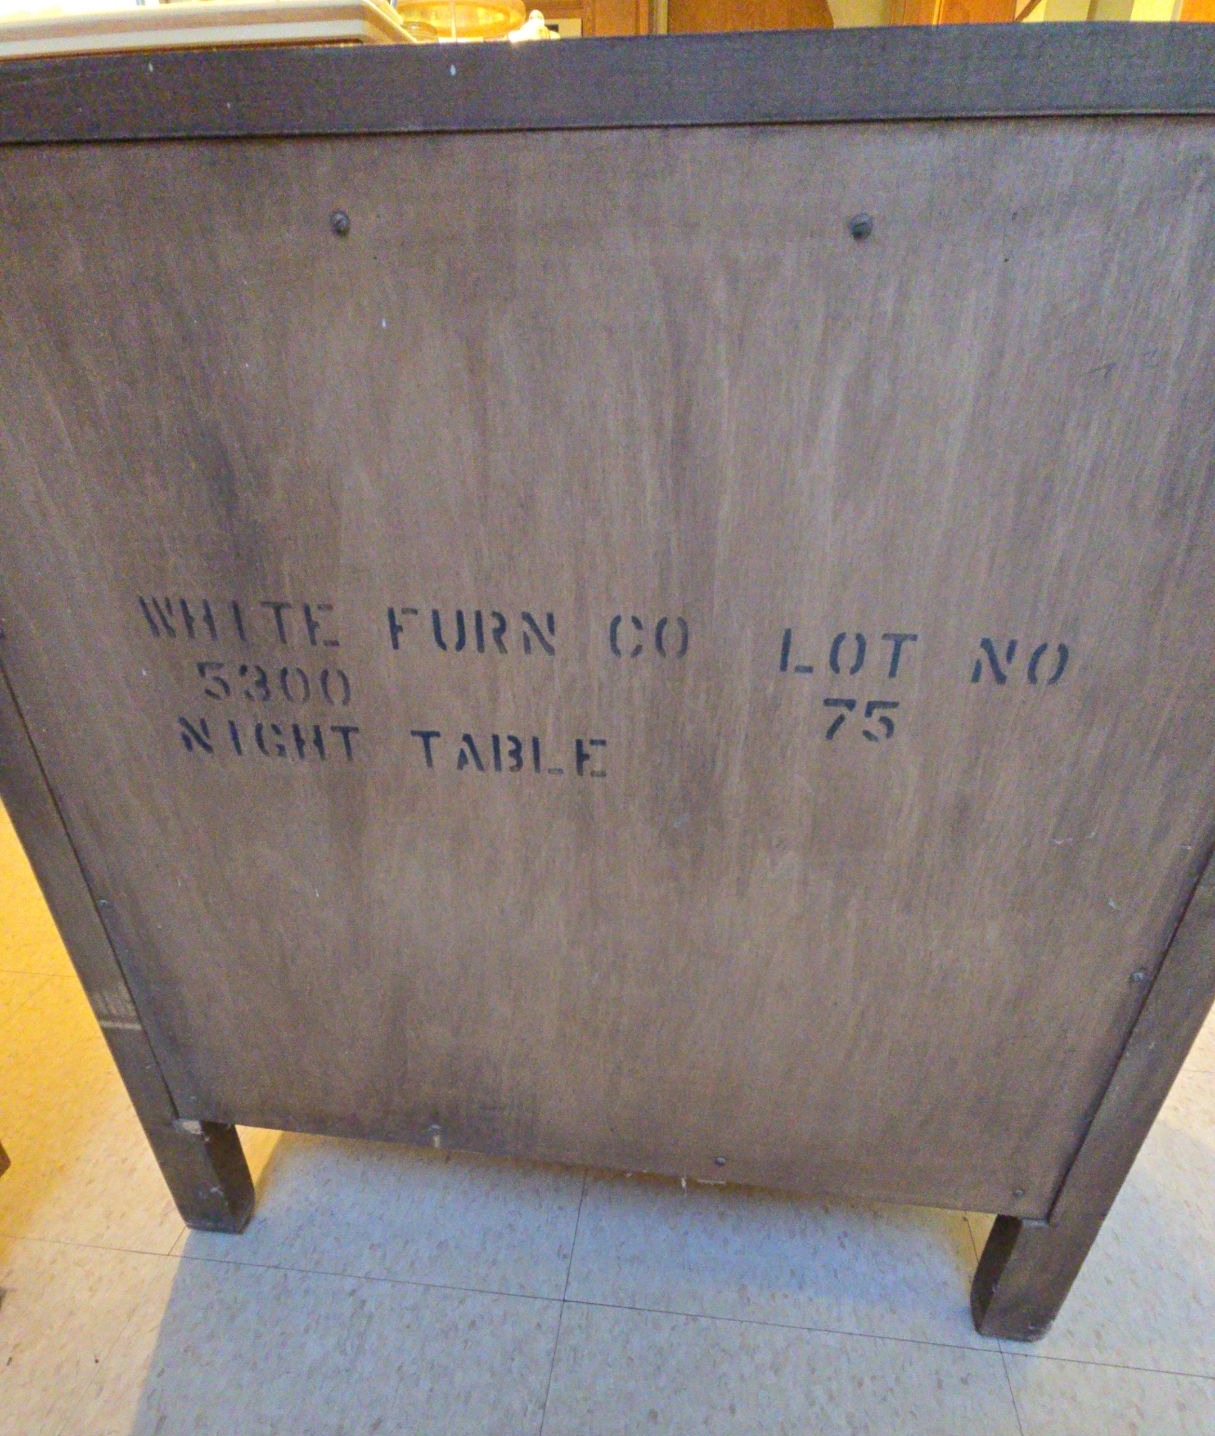 WHITE FURN CO LOT NO
5300 75
NIGHT TABLE